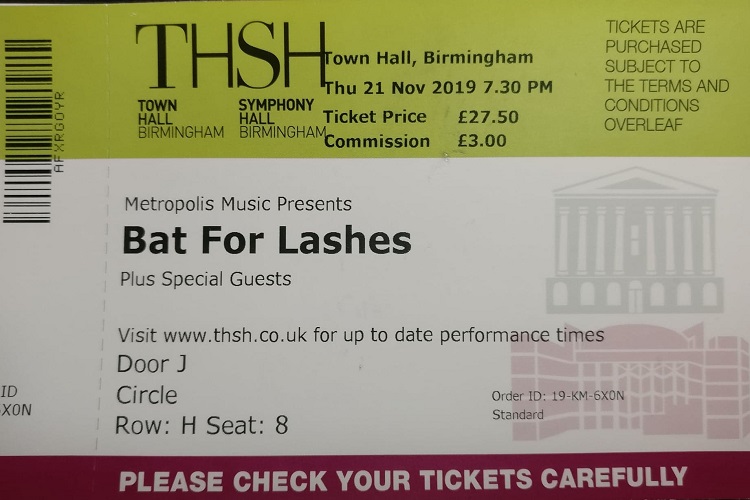 THSH
TOWN
HALL
BIRMINGHAM
SYMPHONY
HALL
BIRMINGHAM
Town Hall, Birmingham
Thu 21 Nov 2019 7.30 PM
Ticket Price £27.50
Commission £3.00
TICKETS ARE
PURCHASED
SUBJECT TO
THE TERMS AND
CONDITIONS
OVERLEAF
AFXRGOYR
Metropolis Music Presents
Bat For Lashes
Plus Special Guests
Visit www.thsh.co.uk for up to date performance times
Door J
Circle
Row: H Seat: 8
ID
-6X0N
Order ID: 19-KM-6X0N
Standard
PLEASE CHECK YOUR TICKETS CAREFULLY